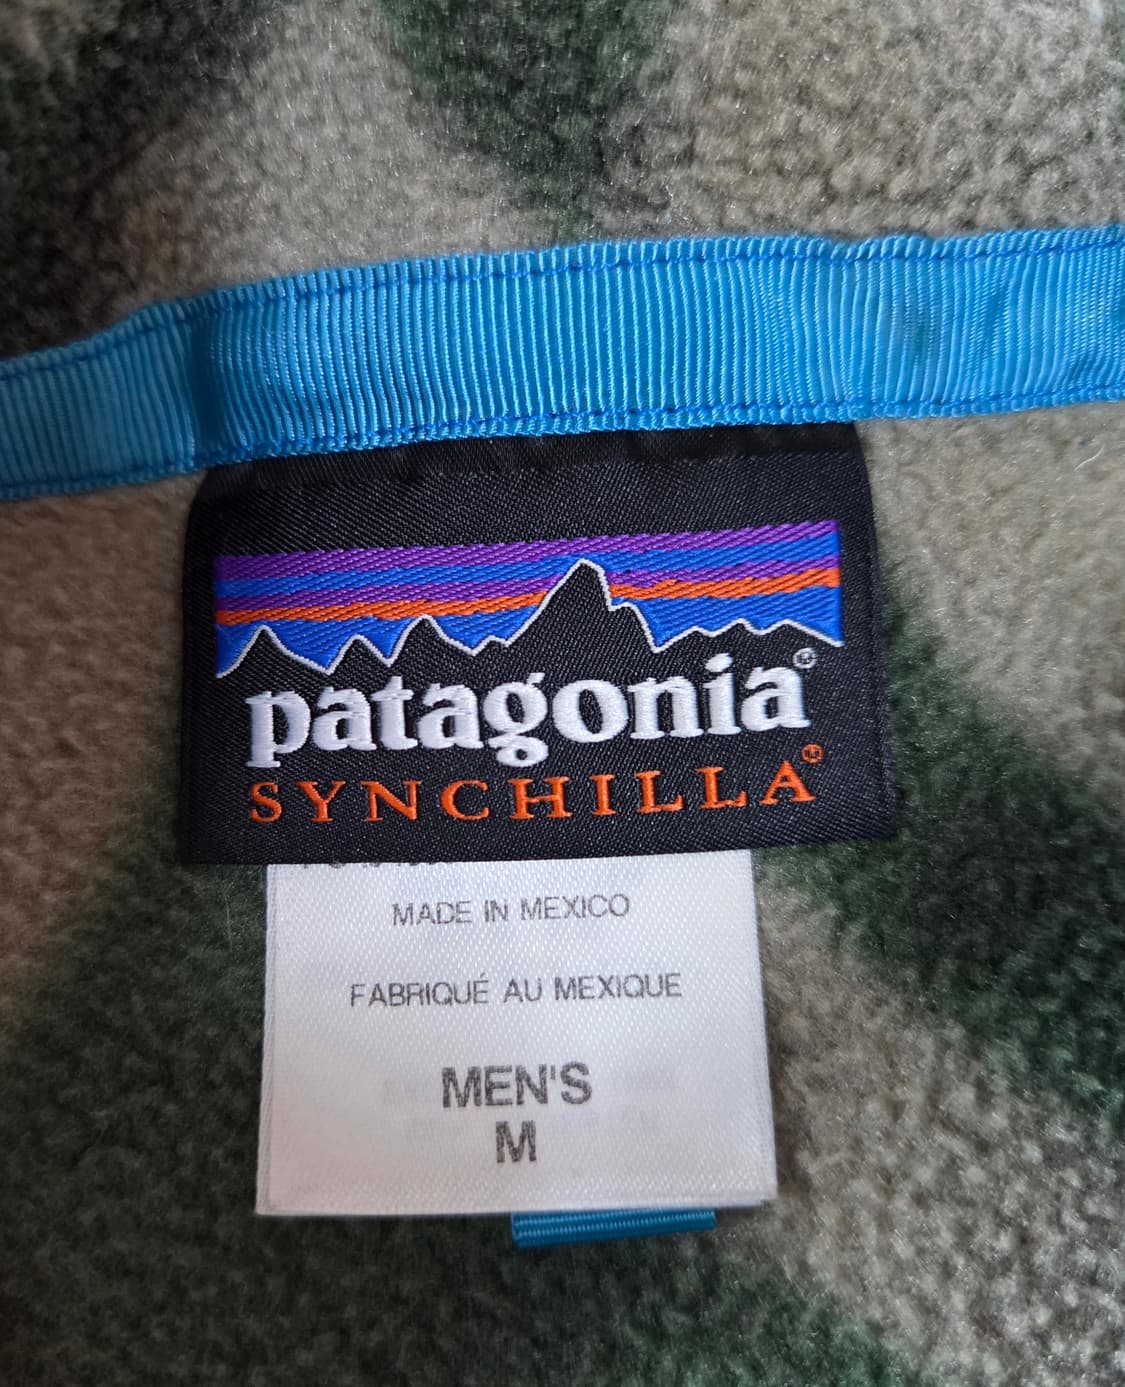 patagonia®
SYNCHILLA®
MADE IN MEXICO
FABRIQUÉ AU MEXIQUE
MEN'S
M